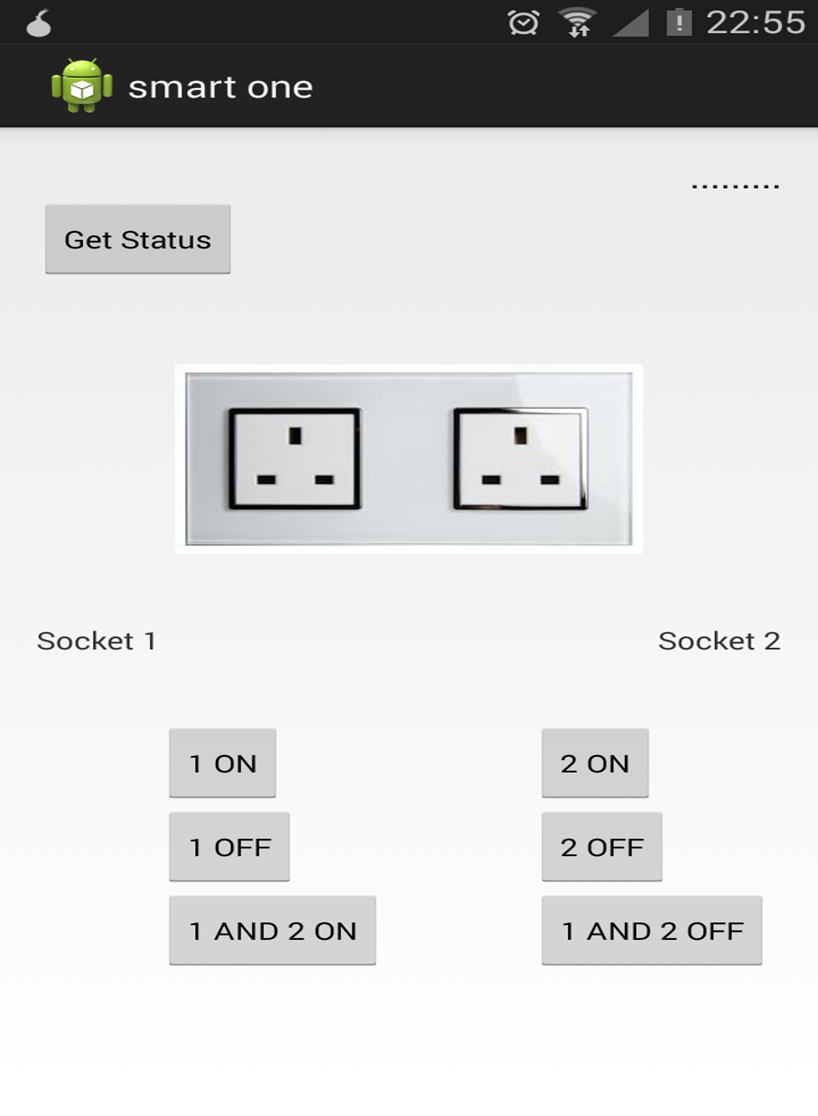 22:55
smart one
.........
Get Status
Socket 1
Socket 2
1 ON
2 ON
1 OFF
2 OFF
1 AND 2 ON
1 AND 2 OFF